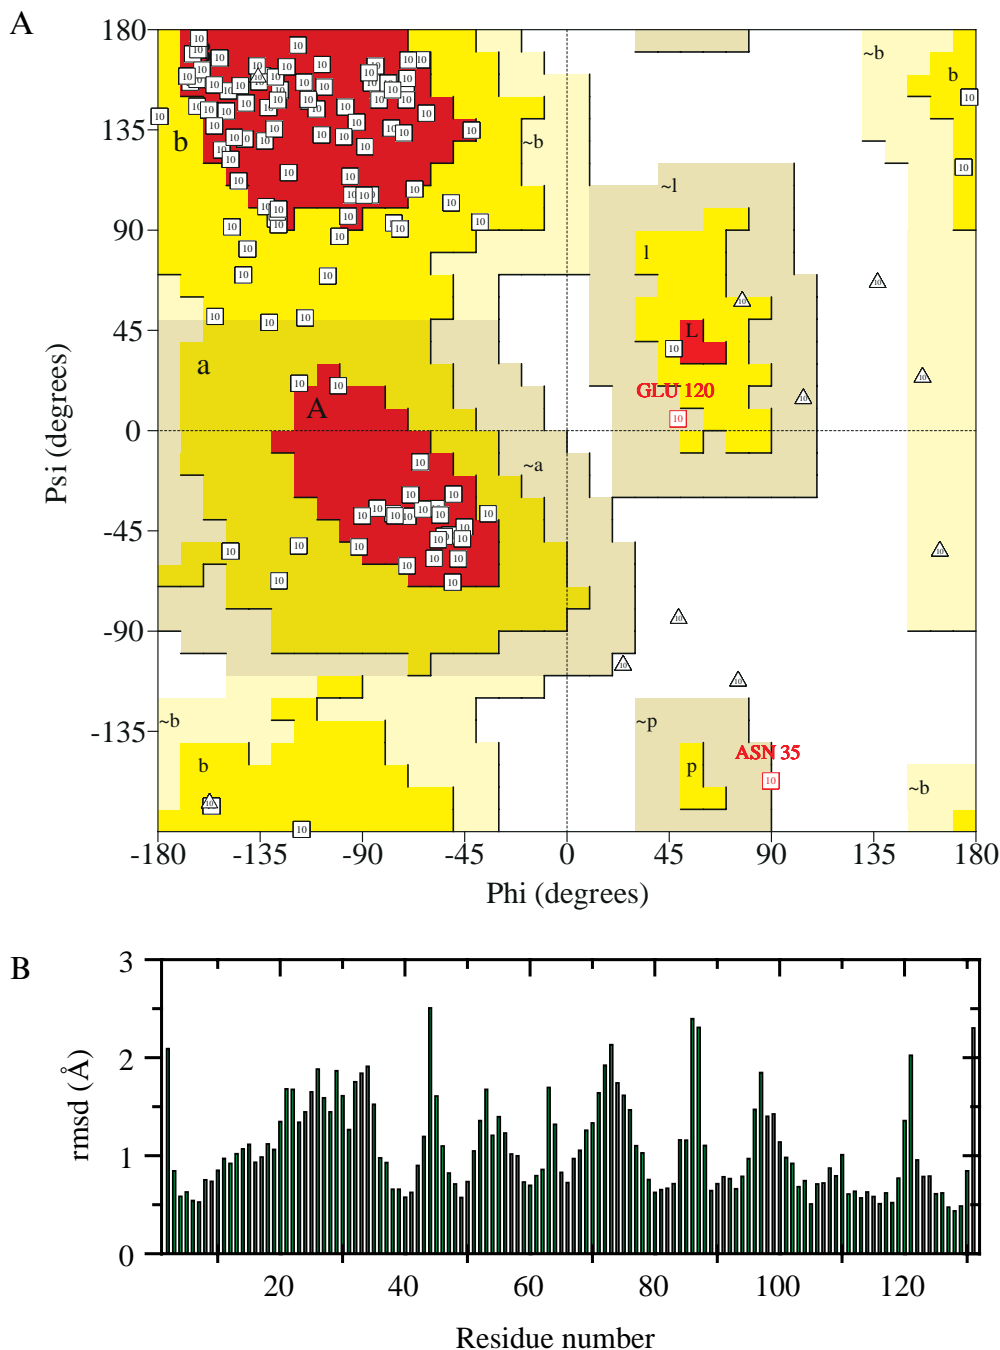 A
180
135
90
45
0
-45
-90
-135
Psi (degrees)
b
~b
~b
b
~l
l
L
a
A
~a
GLU 120
~b
b
~p
p
ASN 35
~b
10
-180 -135 -90 -45 0 45 90 135 180
Phi (degrees)
B
3
2
1
0
rmsd (Å)
20 40 60 80 100 120
Residue number